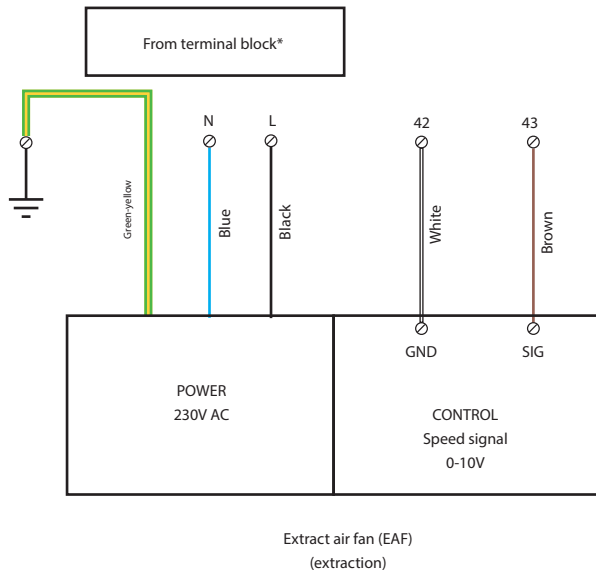 From terminal block*
N
L
42
43
Green-yellow
Blue
Black
White
Brown
GND
SIG
POWER
230V AC
CONTROL
Speed signal
0-10V
Extract air fan (EAF)
(extraction)